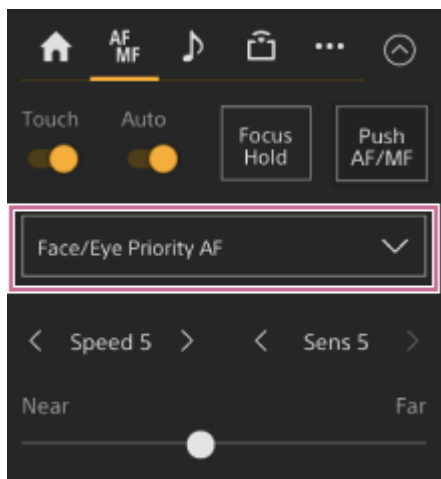 AF
MF
Touch Auto
Focus
Hold
Push
AF/MF
Face/Eye Priority AF
Speed 5 Sens 5
Near Far